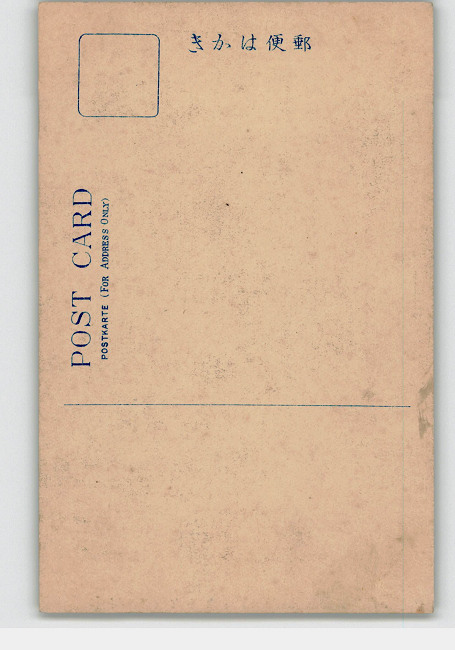 きかは便郵
POST CARD
POSTKARTE (FOR ADDRESS ONLY)